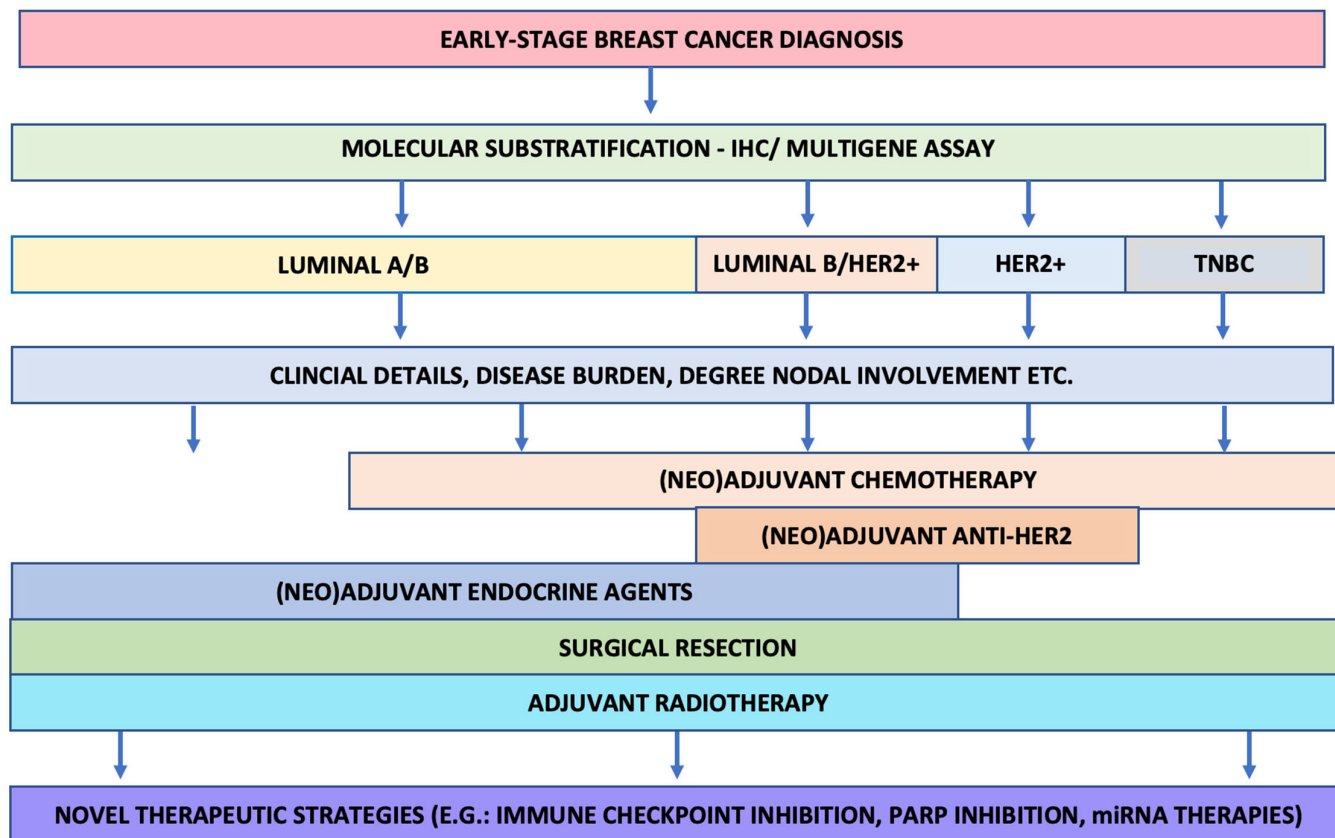 EARLY-STAGE BREAST CANCER DIAGNOSIS
MOLECULAR SUBSTRATIFICATION - IHC/ MULTIGENE ASSAY
LUMINAL A/B
LUMINAL B/HER2+
HER2+
TNBC
CLINCIAL DETAILS, DISEASE BURDEN, DEGREE NODAL INVOLVEMENT ETC.
(NEO)ADJUVANT CHEMOTHERAPY
(NEO)ADJUVANT ANTI-HER2
(NEO)ADJUVANT ENDOCRINE AGENTS
SURGICAL RESECTION
ADJUVANT RADIOTHERAPY
NOVEL THERAPEUTIC STRATEGIES (E.G.: IMMUNE CHECKPOINT INHIBITION, PARP INHIBITION, miRNA THERAPIES)